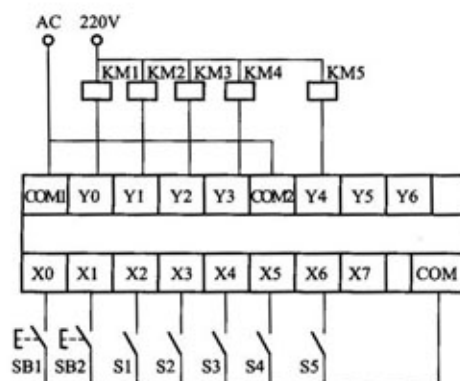 AC 220V
KM1 KM2 KM3 KM4 KM5
COM1 Y0 Y1 Y2 Y3 COM2 Y4 Y5 Y6
X0 X1 X2 X3 X4 X5 X6 X7 COM
SB1 SB2 S1 S2 S3 S4 S5